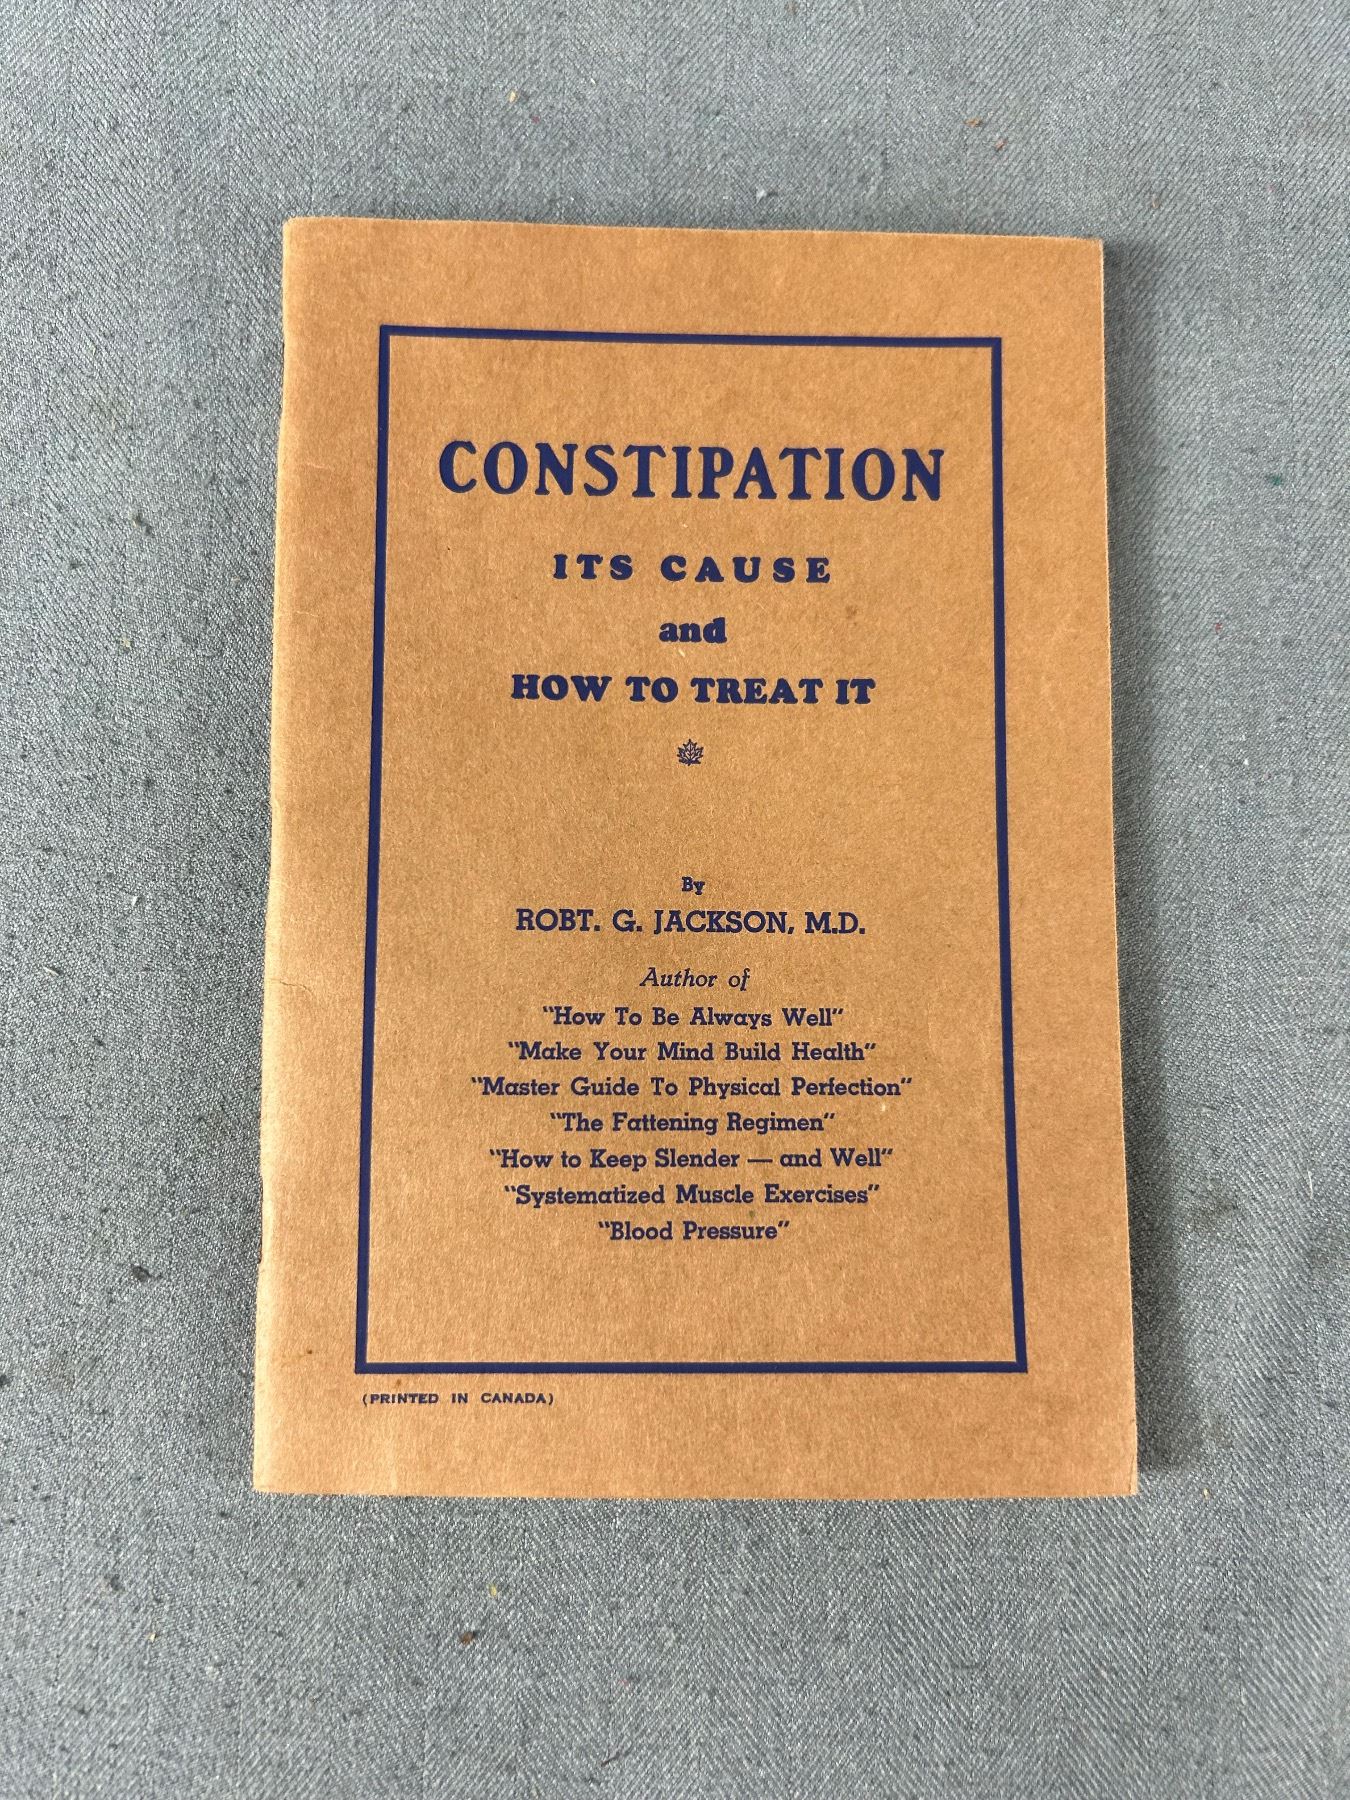 CONSTIPATION
ITS CAUSE
and
HOW TO TREAT IT
By
ROBT. G. JACKSON, M.D.
Author of
"How To Be Always Well"
"Make Your Mind Build Health"
"Master Guide To Physical Perfection"
"The Fattening Regimen"
"How to Keep Slender — and Well"
"Systematized Muscle Exercises"
"Blood Pressure"
(PRINTED IN CANADA)